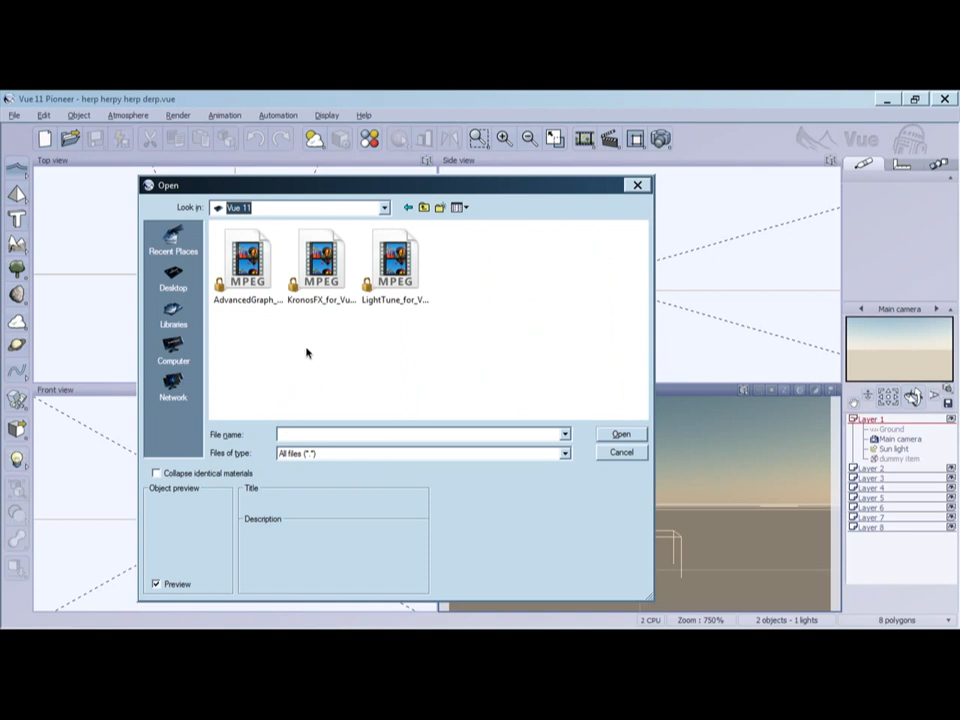 Vue 11 Pioneer - herp herpy herp derp.vue
File Edit Object Atmosphere Render Animation Automation Display Help
Vue
Top view
Side view
Open
Look in: Vue 11
Recent Places
Desktop
Libraries
Computer
Network
MPEG MPEG MPEG
AdvancedGraph_... KronosFX_for_Vu... LightTune_for_V...
File name: Open
Files of type: All files (*.*) Cancel
Collapse identical materials
Object preview
Title
Description
Preview
Front view
Main camera
Layer 1
Ground
Main camera
Sun light
dummy item
Layer 2
Layer 3
Layer 4
Layer 5
Layer 6
Layer 7
Layer 8
2 CPU Zoom : 750% 2 objects - 1 lights 8 polygons